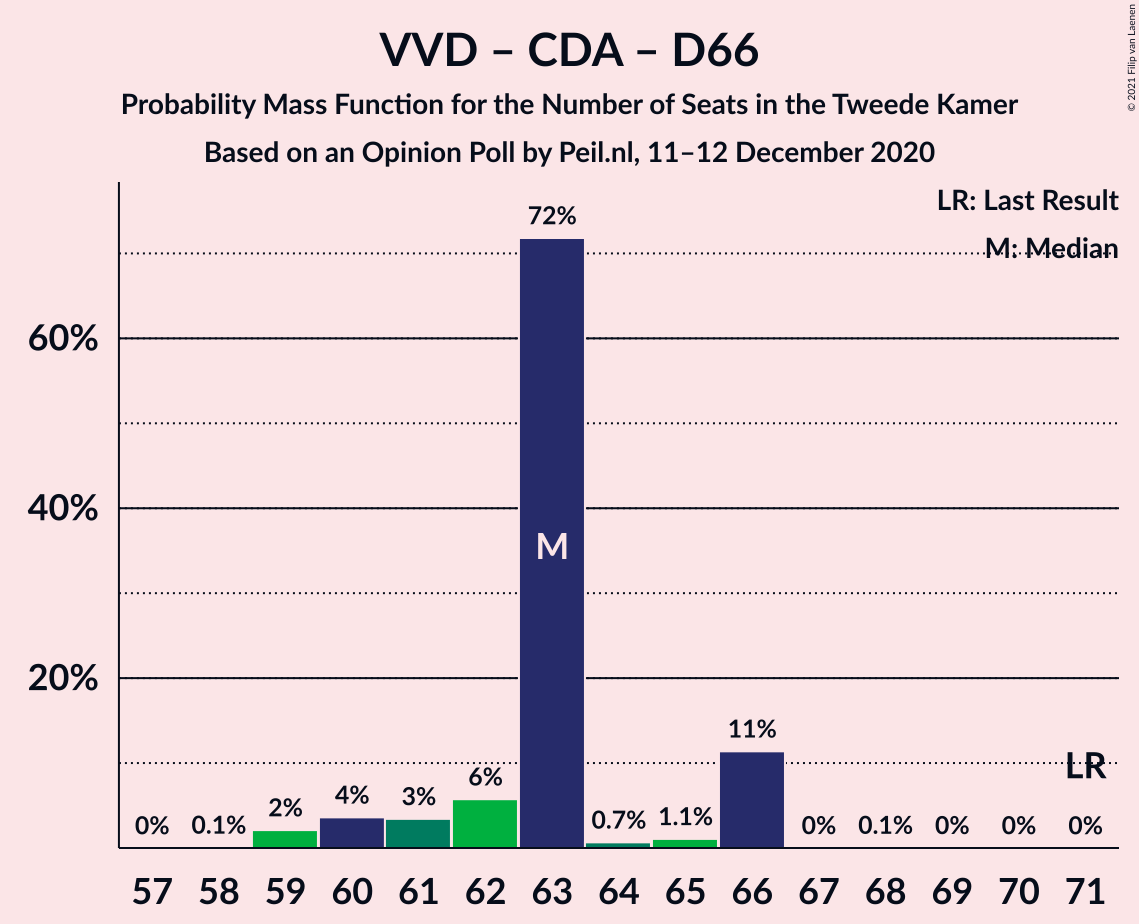 VVD – CDA – D66
Probability Mass Function for the Number of Seats in the Tweede Kamer
Based on an Opinion Poll by Peil.nl, 11–12 December 2020
© 2021 Filip van Laenen
LR: Last Result
M: Median
60%
40%
20%
0%
0.1%
2%
4%
3%
6%
72%
M
0.7%
1.1%
11%
0%
0.1%
0%
0%
0%
LR
57 58 59 60 61 62 63 64 65 66 67 68 69 70 71